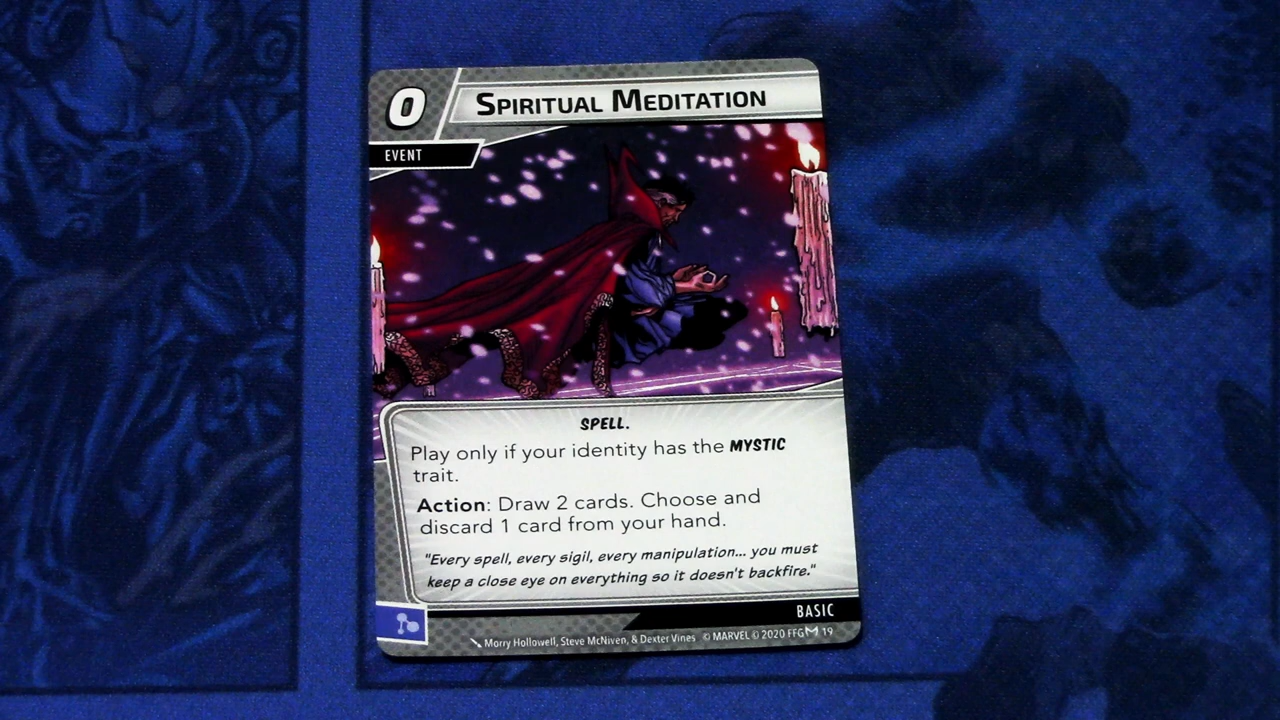 0
SPIRITUAL MEDITATION
EVENT
SPELL.
Play only if your identity has the MYSTIC
trait.
Action: Draw 2 cards. Choose and
discard 1 card from your hand.
"Every spell, every sigil, every manipulation... you must
keep a close eye on everything so it doesn't backfire."
BASIC
Morry Hollowell, Steve McNiven, & Dexter Vines © MARVEL © 2020 FFG 19